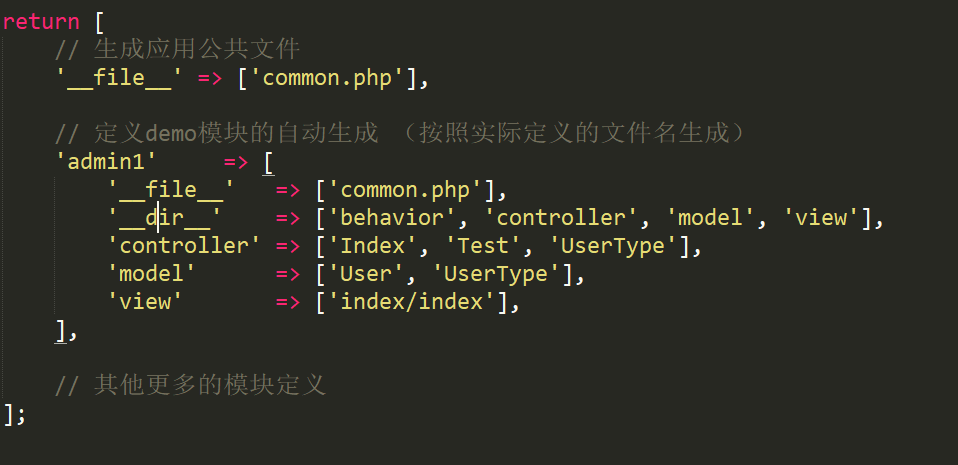 return [
    // 生成应用公共文件
    '__file__' => ['common.php'],
    // 定义demo模块的自动生成 （按照实际定义的文件名生成）
    'admin1'     => [
        '__file__'   => ['common.php'],
        '__dir__'    => ['behavior', 'controller', 'model', 'view'],
        'controller' => ['Index', 'Test', 'UserType'],
        'model'      => ['User', 'UserType'],
        'view'       => ['index/index'],
    ],
    // 其他更多的模块定义
];